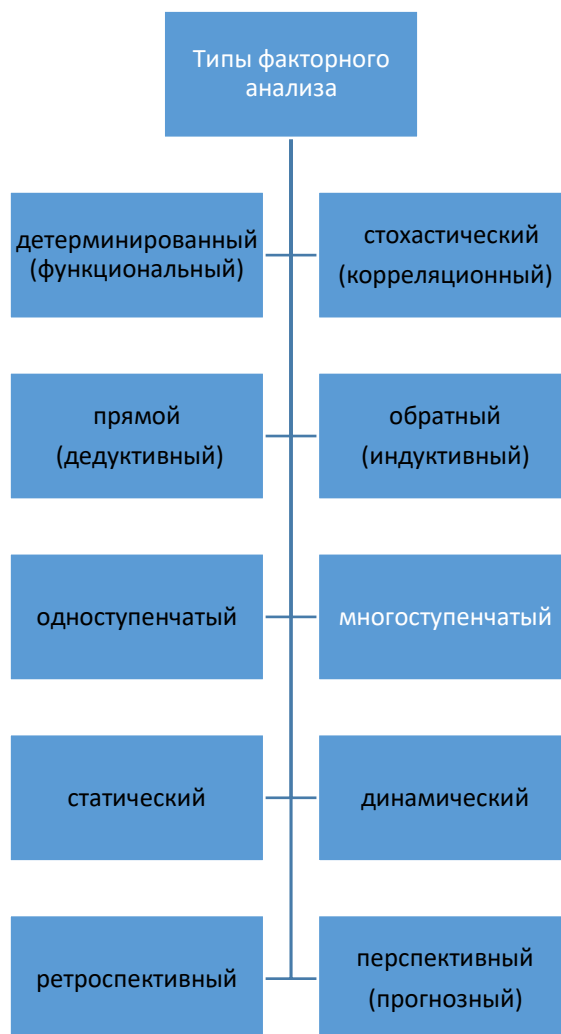 Типы факторного
анализа
детерминированный
(функциональный)
стохастический
(корреляционный)
прямой
(дедуктивный)
обратный
(индуктивный)
одноступенчатый
многоступенчатый
статический
динамический
ретроспективный
перспективный
(прогнозный)